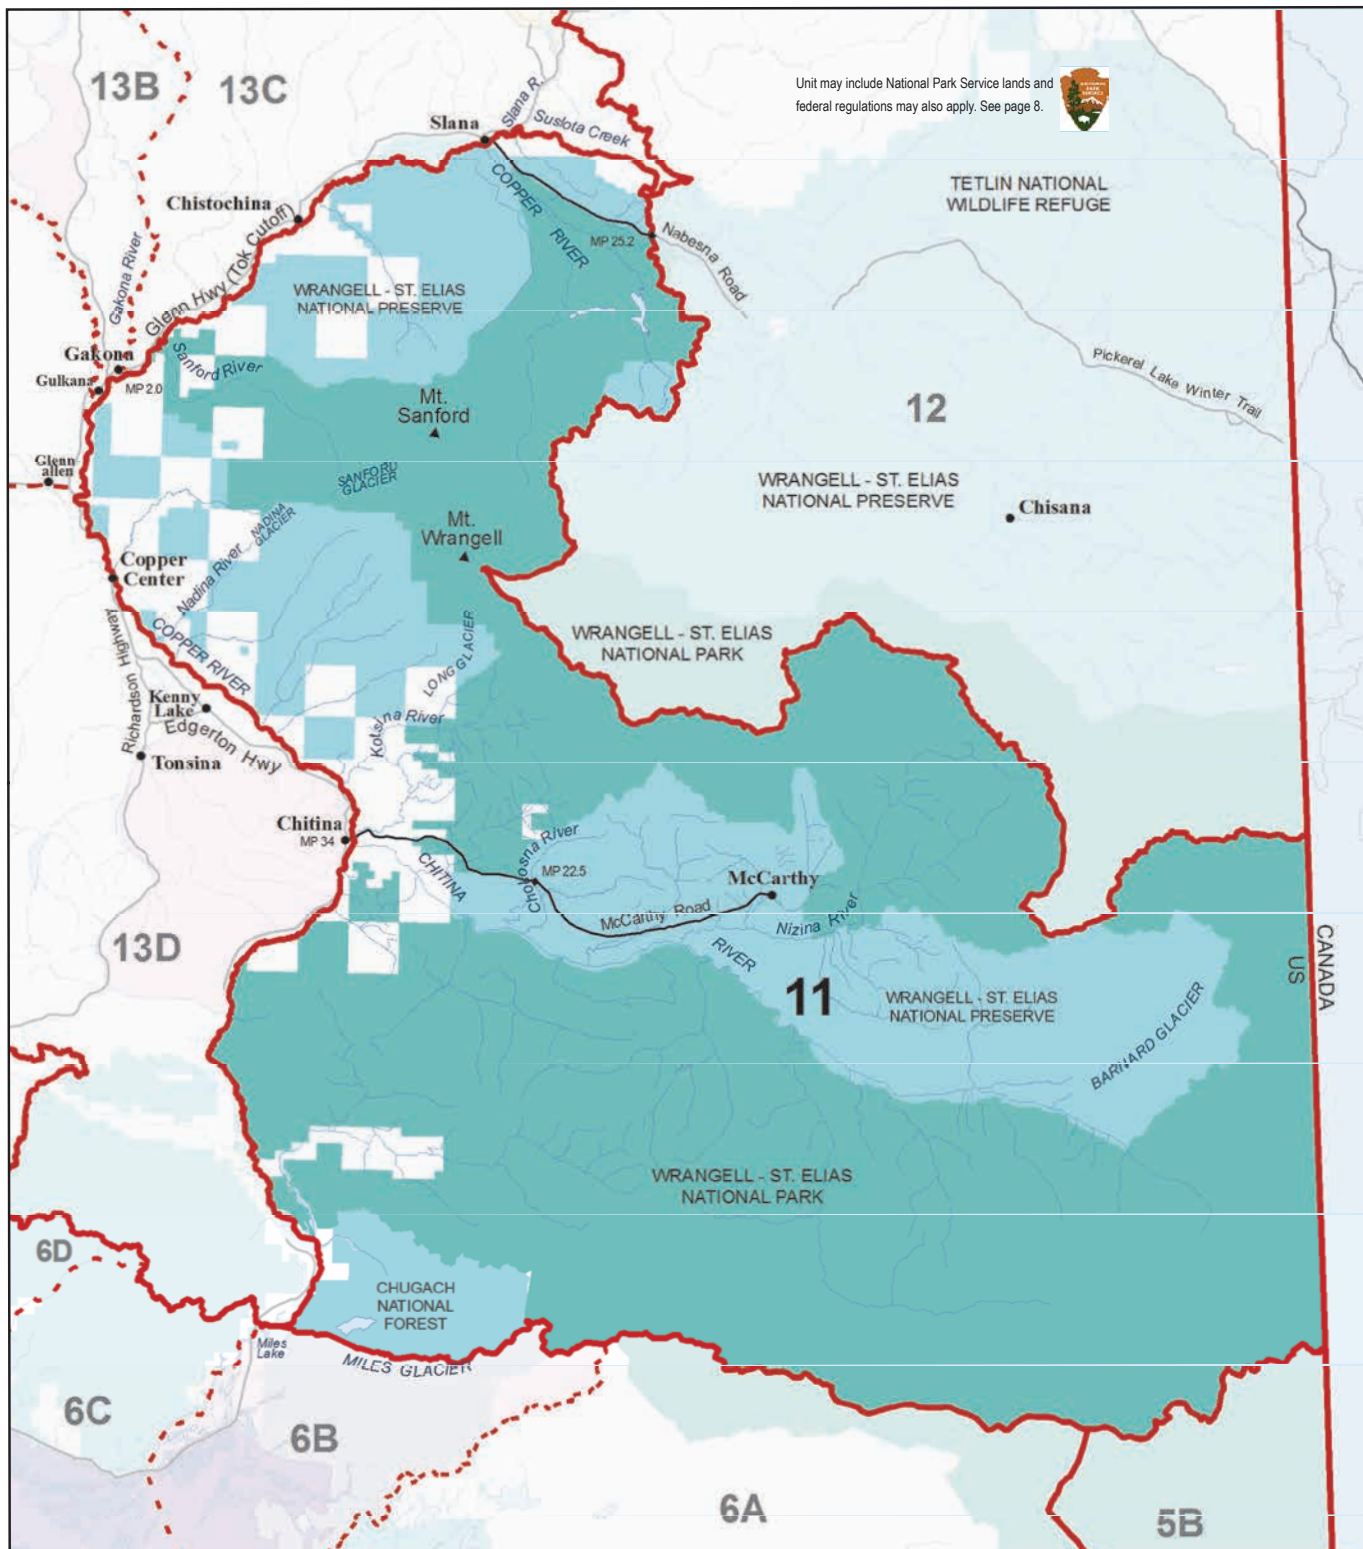 Unit may include National Park Service lands and
federal regulations may also apply. See page 8.
13B
13C
Slana
Slana R.
Suslota Creek
TETLIN NATIONAL
WILDLIFE REFUGE
COPPER
RIVER
Chistochina
MP 25.2
Nabesna Road
Gakona River
Glenn Hwy (Tok Cutoff)
WRANGELL - ST. ELIAS
NATIONAL PRESERVE
Gakona
Sanford River
Gulkana
MP 2.0
Pickerel Lake Winter Trail
Mt.
Sanford
12
Glenn
allen
SANFORD
GLACIER
WRANGELL - ST. ELIAS
NATIONAL PRESERVE
Chisana
NADINA
GLACIER
Mt.
Wrangell
Copper
Center
Nadina River
COPPER RIVER
Richardson Highway
LONG GLACIER
WRANGELL - ST. ELIAS
NATIONAL PARK
Kenny
Lake
Edgerton Hwy
Kotsina River
Tonsina
Chitina
MP 34
CHITINA
Chokosna River
MP 22.5
McCarthy
McCarthy Road
Nizina River
RIVER
13D
11
WRANGELL - ST. ELIAS
NATIONAL PRESERVE
BARNARD GLACIER
US
CANADA
WRANGELL - ST. ELIAS
NATIONAL PARK
6D
CHUGACH
NATIONAL
FOREST
Miles
Lake
MILES GLACIER
6C
6B
6A
5B